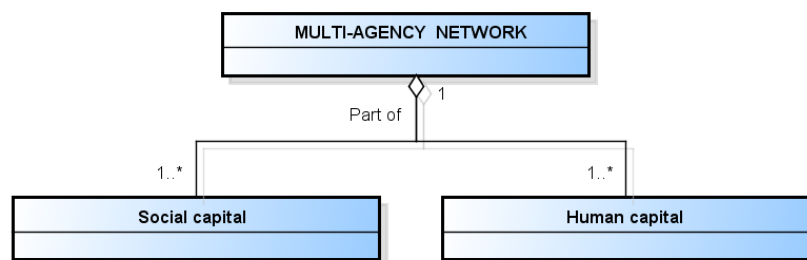 MULTI-AGENCY NETWORK
1
Part of
1..*
1..*
Social capital
Human capital